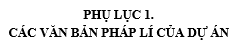 PHỤ LỤC 1.
CÁC VĂN BẢN PHÁP LÍ CỦA DỰ ÁN